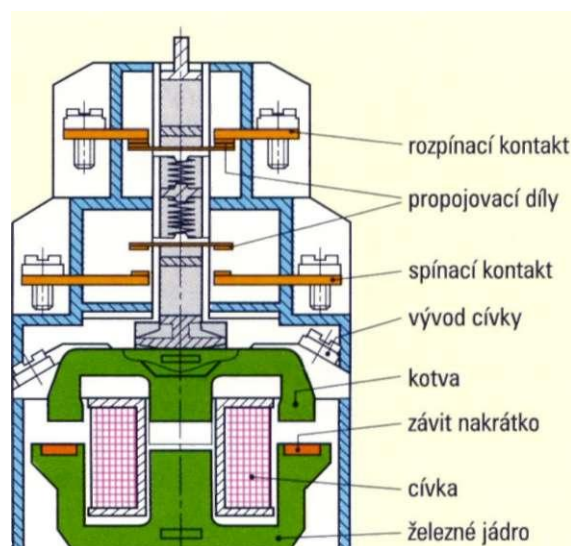 rozpínací kontakt
propojovací díly
spínací kontakt
vývod cívky
kotva
závit nakrátko
cívka
železné jádro